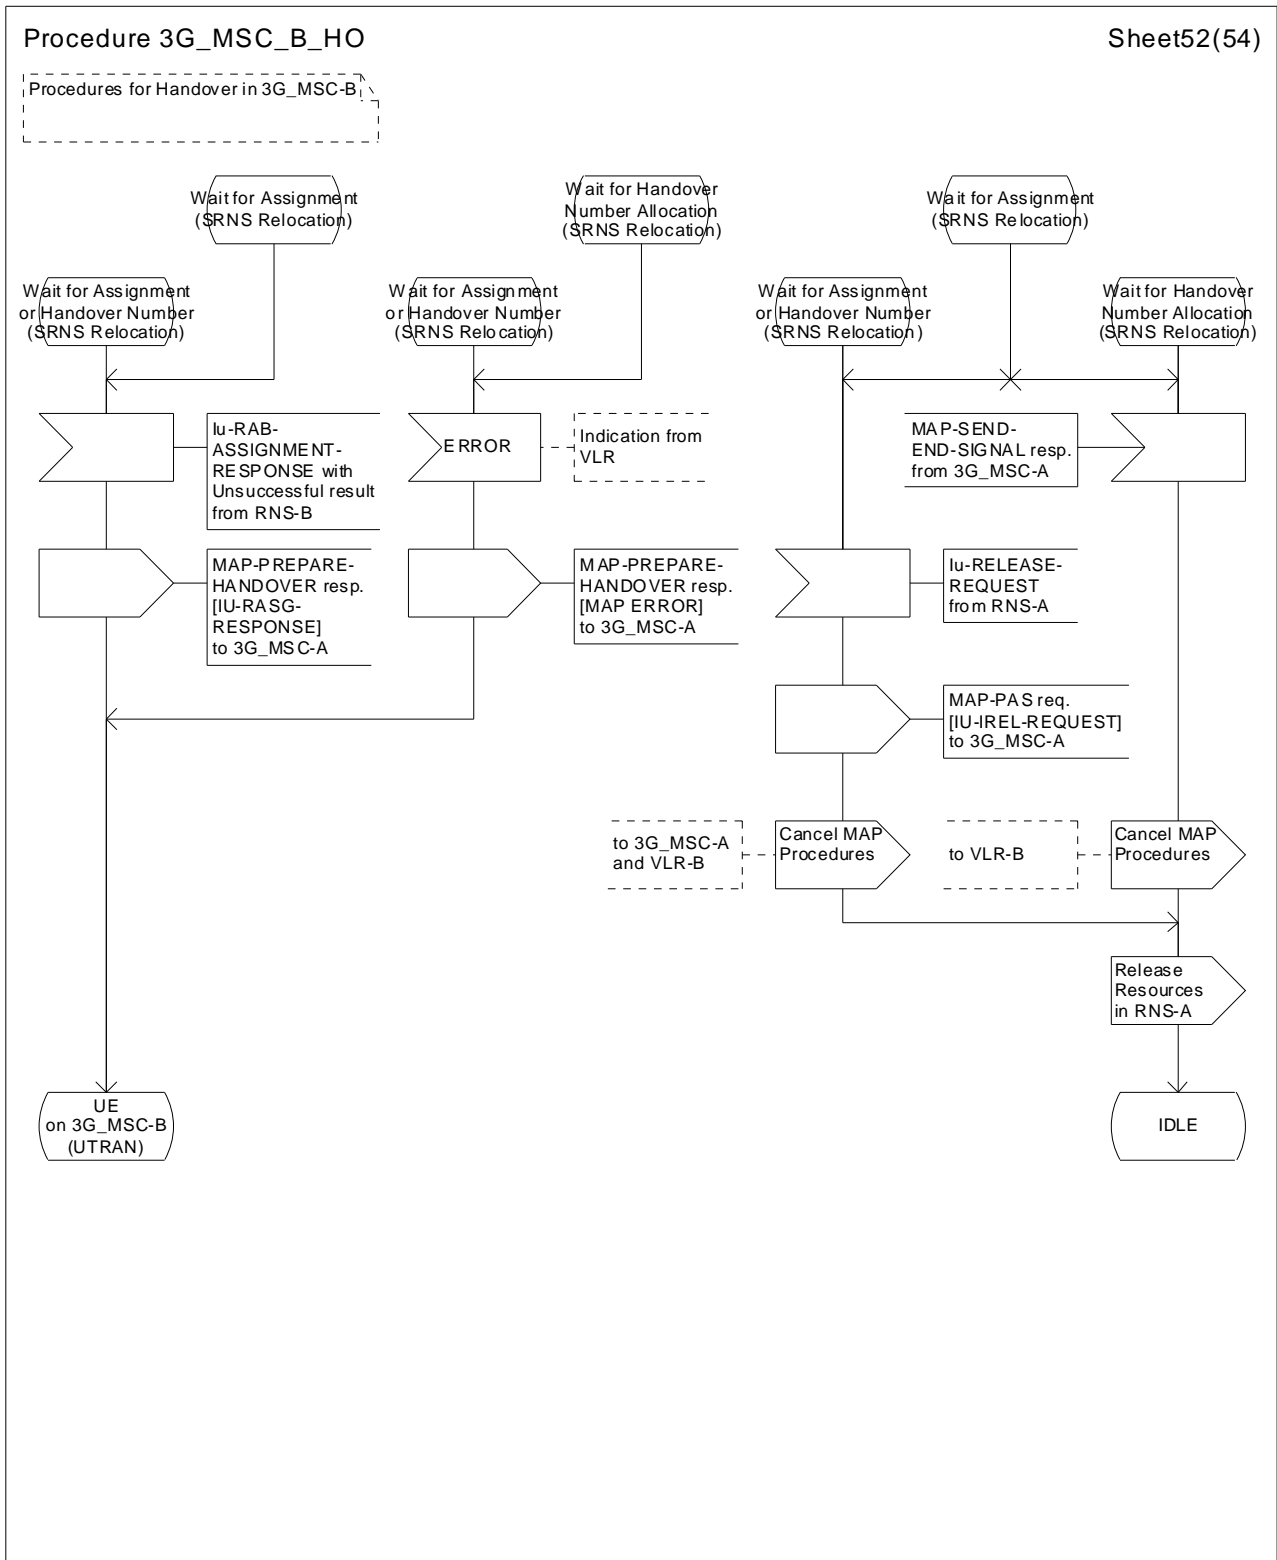 Procedure 3G_MSC_B_HO
Sheet52(54)
Procedures for Handover in 3G_MSC-B
Wait for Assignment
(SRNS Relocation)
Wait for Handover
Number Allocation
(SRNS Relocation)
Wait for Assignment
(SRNS Relocation)
Wait for Assignment
or Handover Number
(SRNS Relocation)
Wait for Assignment
or Handover Number
(SRNS Relocation)
Wait for Assignment
or Handover Number
(SRNS Relocation)
Wait for Handover
Number Allocation
(SRNS Relocation)
Iu-RAB-
ASSIGNMENT-
RESPONSE with
Unsuccessful result
from RNS-B
ERROR
Indication from
VLR
MAP-SEND-
END-SIGNAL resp.
from 3G_MSC-A
MAP-PREPARE-
HANDOVER resp.
[IU-RASG-
RESPONSE]
to 3G_MSC-A
MAP-PREPARE-
HANDOVER resp.
[MAP ERROR]
to 3G_MSC-A
Iu-RELEASE-
REQUEST
from RNS-A
MAP-PAS req.
[IU-IREL-REQUEST]
to 3G_MSC-A
to 3G_MSC-A
and VLR-B
Cancel MAP
Procedures
to VLR-B
Cancel MAP
Procedures
Release
Resources
in RNS-A
UE
on 3G_MSC-B
(UTRAN)
IDLE